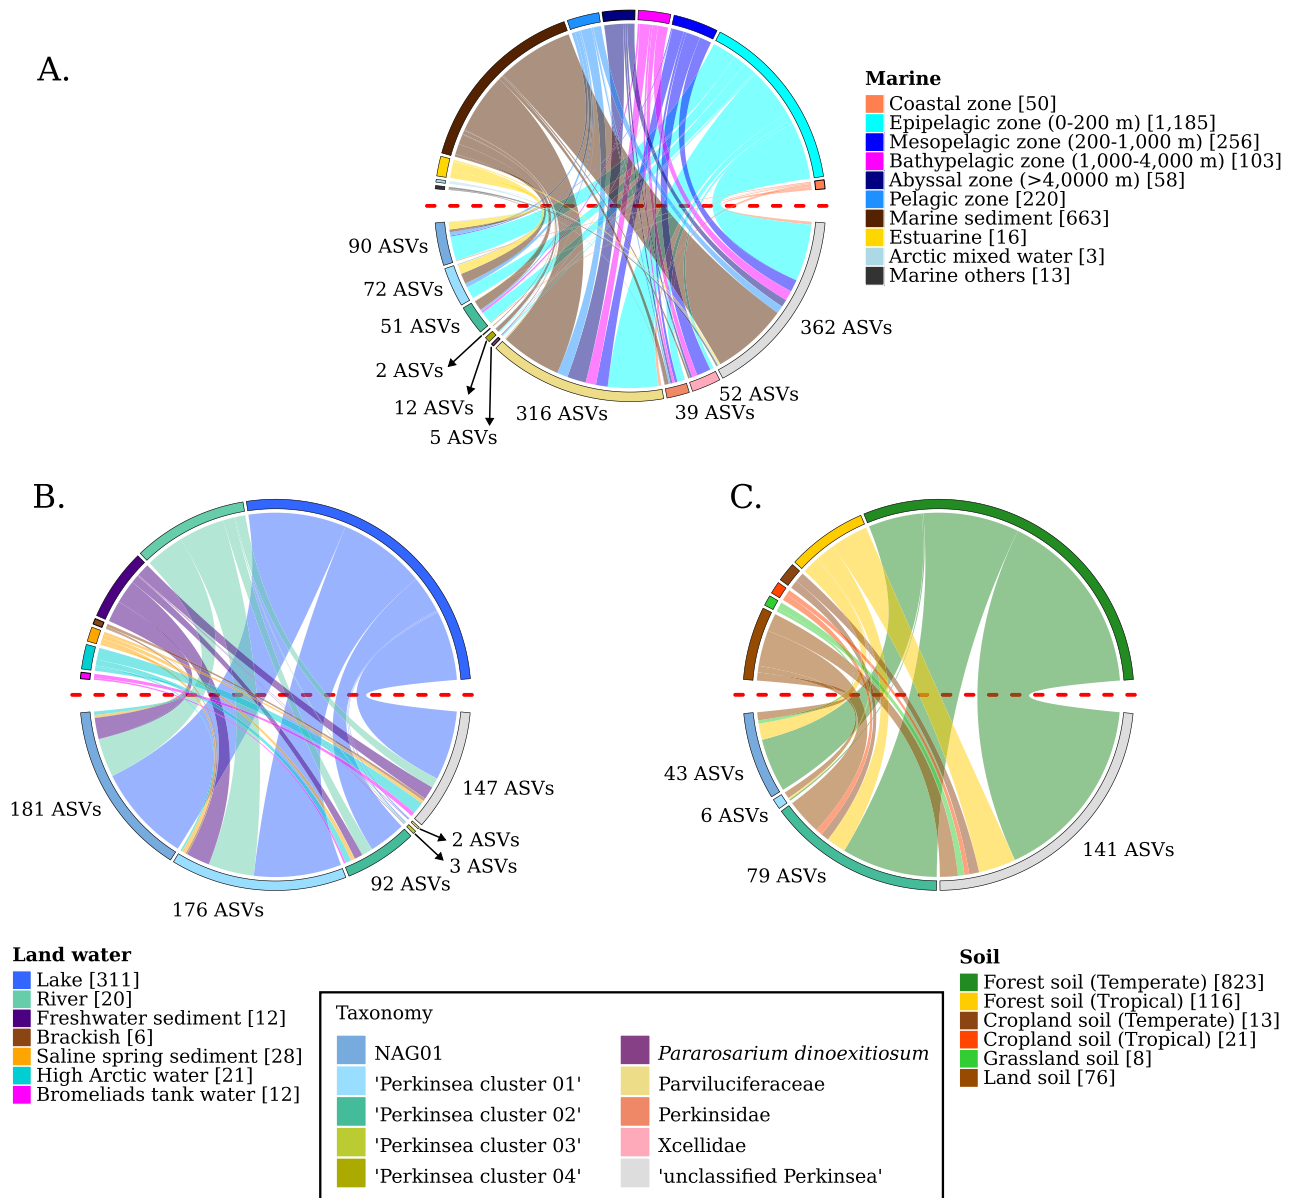 A.
Marine
Coastal zone [50]
Epipelagic zone (0-200 m) [1,185]
Mesopelagic zone (200-1,000 m) [256]
Bathypelagic zone (1,000-4,000 m) [103]
Abyssal zone (>4,0000 m) [58]
Pelagic zone [220]
Marine sediment [663]
Estuarine [16]
Arctic mixed water [3]
Marine others [13]
90 ASVs
72 ASVs
51 ASVs
2 ASVs
12 ASVs
5 ASVs
316 ASVs
39 ASVs
52 ASVs
362 ASVs
B.
181 ASVs
176 ASVs
92 ASVs
3 ASVs
2 ASVs
147 ASVs
C.
43 ASVs
6 ASVs
79 ASVs
141 ASVs
Land water
Lake [311]
River [20]
Freshwater sediment [12]
Brackish [6]
Saline spring sediment [28]
High Arctic water [21]
Bromeliads tank water [12]
Taxonomy
NAG01
'Perkinsea cluster 01'
'Perkinsea cluster 02'
'Perkinsea cluster 03'
'Perkinsea cluster 04'
Pararosarium dinoexitiosum
Parviluciferaceae
Perkinsidae
Xcellidae
'unclassified Perkinsea'
Soil
Forest soil (Temperate) [823]
Forest soil (Tropical) [116]
Cropland soil (Temperate) [13]
Cropland soil (Tropical) [21]
Grassland soil [8]
Land soil [76]